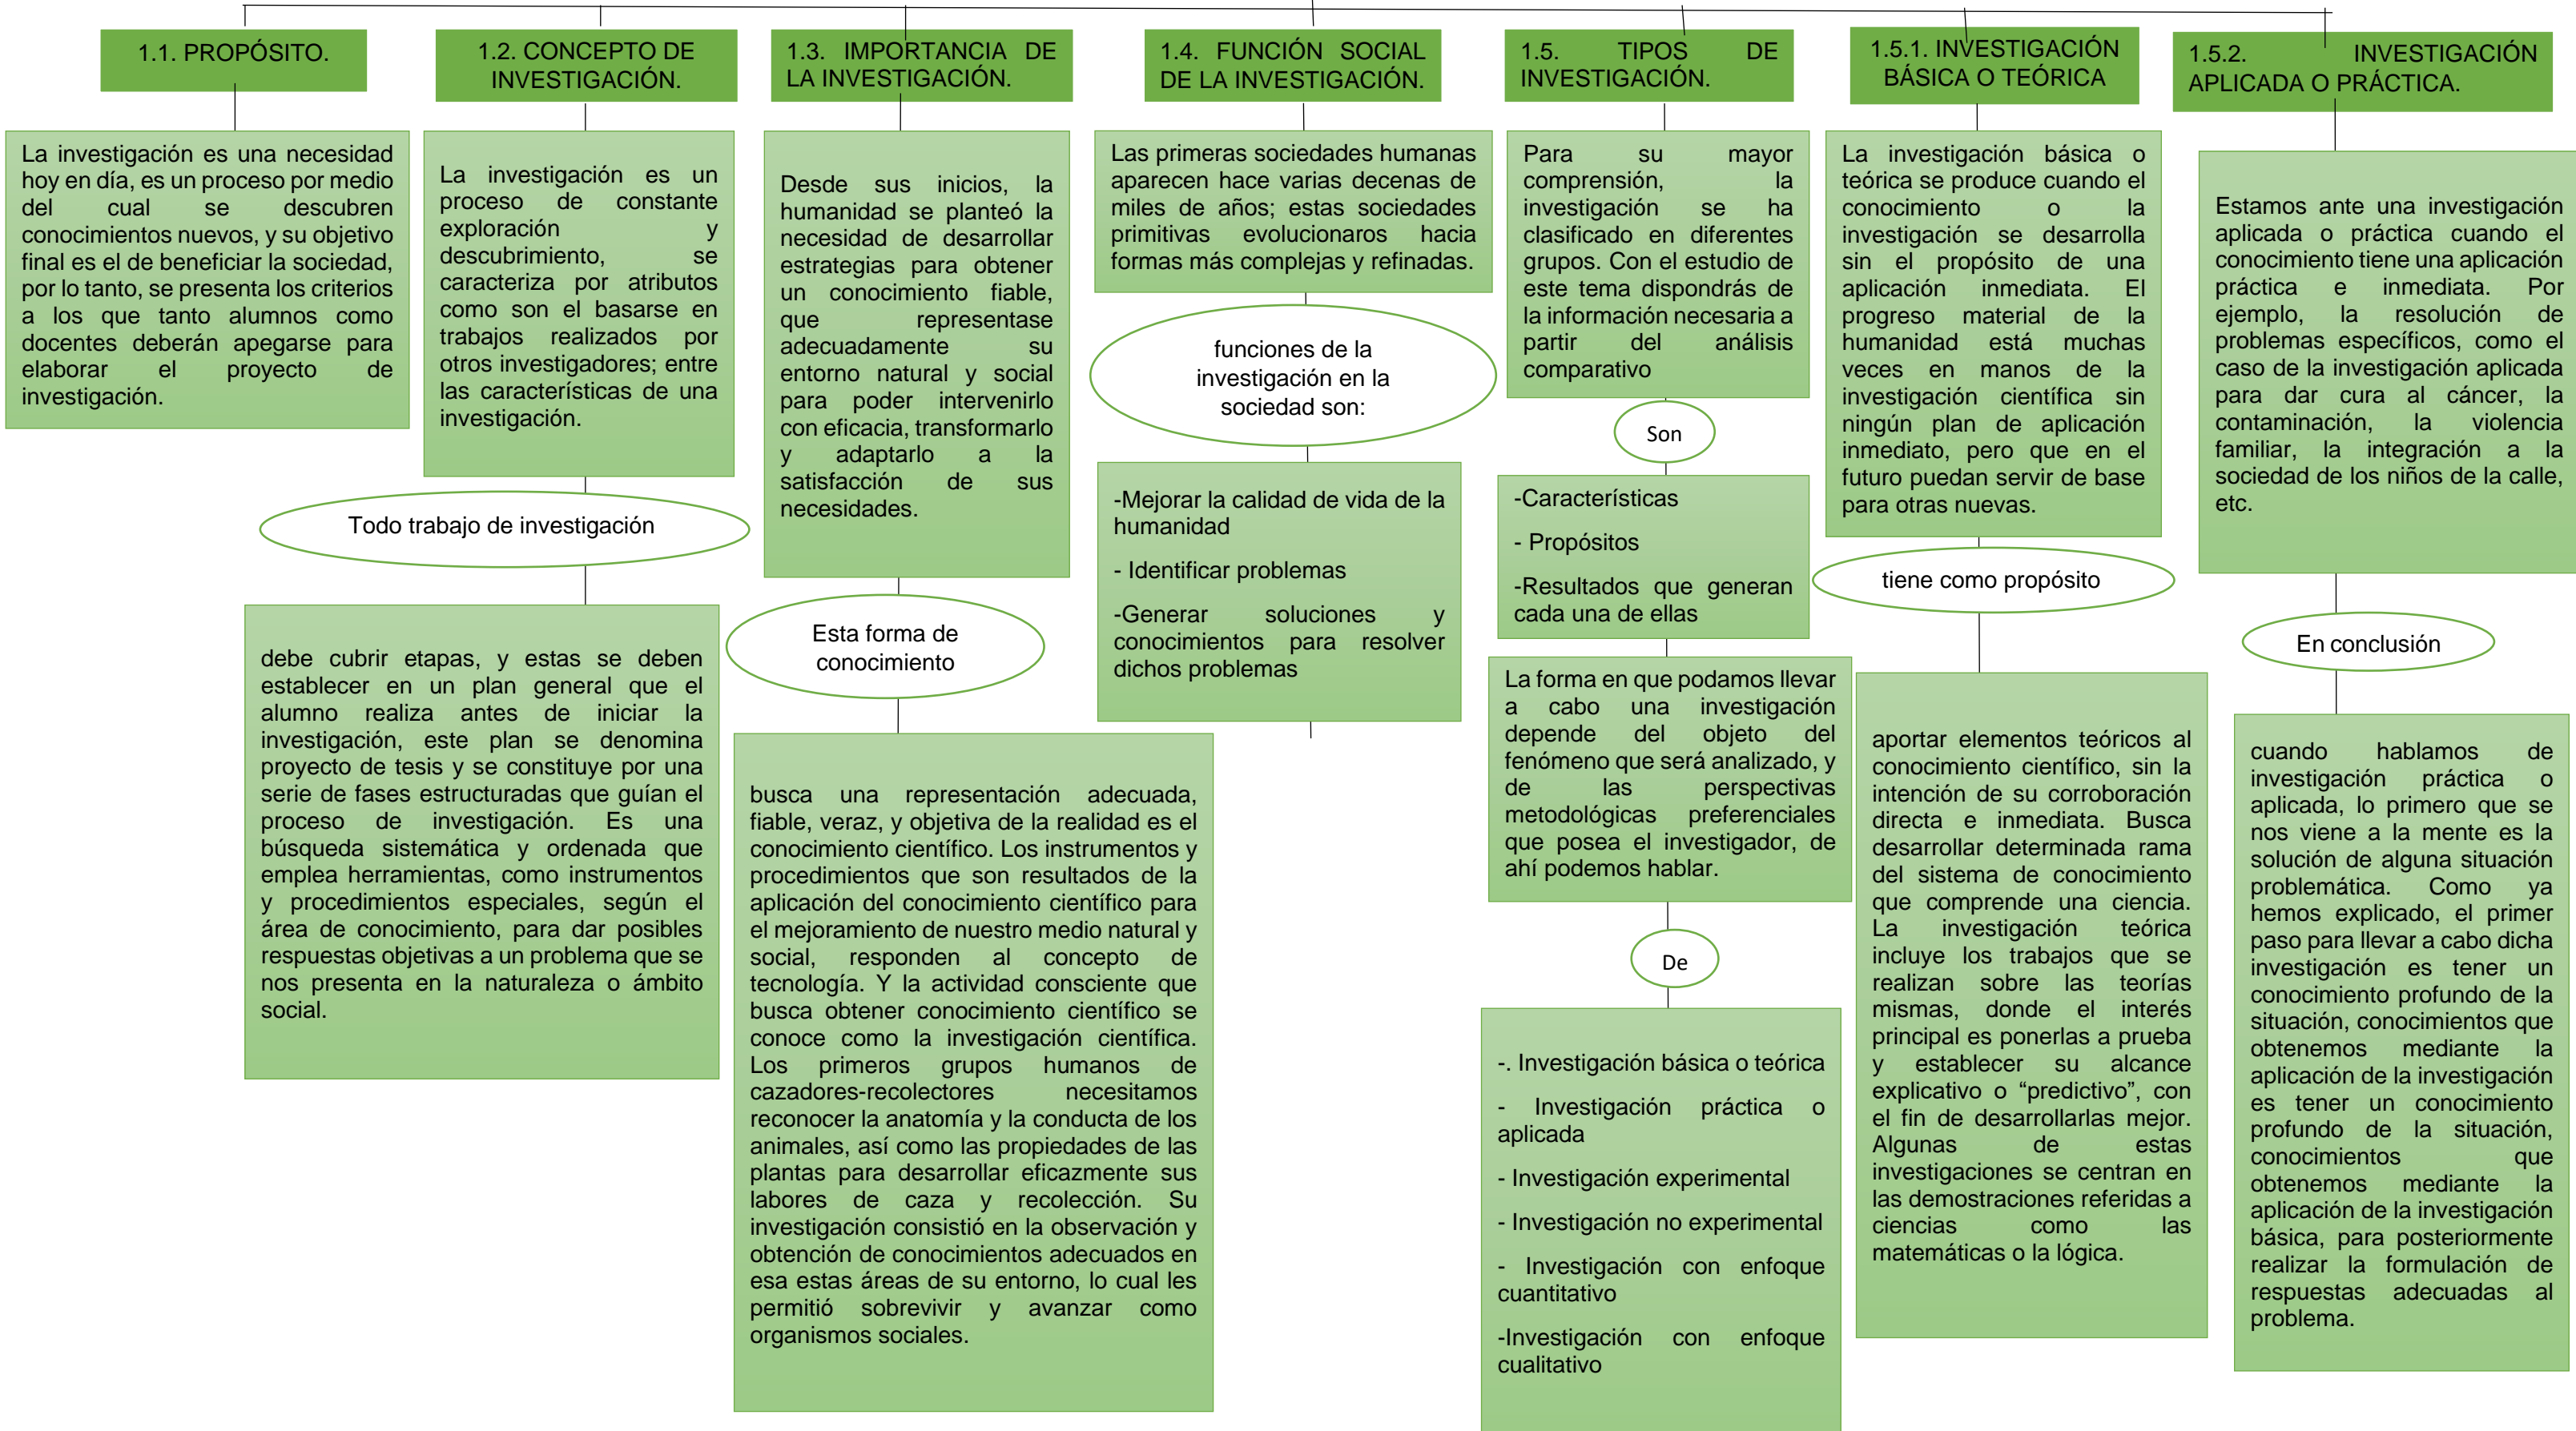 1.1. PROPÓSITO.
La investigación es una necesidad
hoy en día, es un proceso por medio
del cual se descubren
conocimientos nuevos, y su objetivo
final es el de beneficiar la sociedad,
por lo tanto, se presenta los criterios
a los que tanto alumnos como
docentes deberán apegarse para
elaborar el proyecto de
investigación.
1.2. CONCEPTO DE
INVESTIGACIÓN.
La investigación es un
proceso de constante
exploración y
descubrimiento, se
caracteriza por atributos
como son el basarse en
trabajos realizados por
otros investigadores; entre
las características de una
investigación.
Todo trabajo de investigación
debe cubrir etapas, y estas se deben
establecer en un plan general que el
alumno realiza antes de iniciar la
investigación, este plan se denomina
proyecto de tesis y se constituye por una
serie de fases estructuradas que guían el
proceso de investigación. Es una
búsqueda sistemática y ordenada que
emplea herramientas, como instrumentos
y procedimientos especiales, según el
área de conocimiento, para dar posibles
respuestas objetivas a un problema que se
nos presenta en la naturaleza o ámbito
social.
1.3. IMPORTANCIA DE
LA INVESTIGACIÓN.
Desde sus inicios, la
humanidad se planteó la
necesidad de desarrollar
estrategias para obtener
un conocimiento fiable,
que representase
adecuadamente su
entorno natural y social
para poder intervenirlo
con eficacia, transformarlo
y adaptarlo a la
satisfacción de sus
necesidades.
Esta forma de
conocimiento
busca una representación adecuada,
fiable, veraz, y objetiva de la realidad es el
conocimiento científico. Los instrumentos y
procedimientos que son resultados de la
aplicación del conocimiento científico para
el mejoramiento de nuestro medio natural y
social, responden al concepto de
tecnología. Y la actividad consciente que
busca obtener conocimiento científico se
conoce como la investigación científica.
Los primeros grupos humanos de
cazadores-recolectores necesitamos
reconocer la anatomía y la conducta de los
animales, así como las propiedades de las
plantas para desarrollar eficazmente sus
labores de caza y recolección. Su
investigación consistió en la observación y
obtención de conocimientos adecuados en
esa estas áreas de su entorno, lo cual les
permitió sobrevivir y avanzar como
organismos sociales.
1.4. FUNCIÓN SOCIAL
DE LA INVESTIGACIÓN.
Las primeras sociedades humanas
aparecen hace varias decenas de
miles de años; estas sociedades
primitivas evolucionaros hacia
formas más complejas y refinadas.
funciones de la
investigación en la
sociedad son:
-Mejorar la calidad de vida de la
humanidad
- Identificar problemas
-Generar soluciones y
conocimientos para resolver
dichos problemas
1.5. TIPOS DE
INVESTIGACIÓN.
Para su mayor
comprensión, la
investigación se ha
clasificado en diferentes
grupos. Con el estudio de
este tema dispondrás de
la información necesaria a
partir del análisis
comparativo
Son
-Características
- Propósitos
-Resultados que generan
cada una de ellas
La forma en que podamos llevar
a cabo una investigación
depende del objeto del
fenómeno que será analizado, y
de las perspectivas
metodológicas preferenciales
que posea el investigador, de
ahí podemos hablar.
De
-. Investigación básica o teórica
- Investigación práctica o
aplicada
- Investigación experimental
- Investigación no experimental
- Investigación con enfoque
cuantitativo
-Investigación con enfoque
cualitativo
1.5.1. INVESTIGACIÓN
BÁSICA O TEÓRICA
La investigación básica o
teórica se produce cuando el
conocimiento o la
investigación se desarrolla
sin el propósito de una
aplicación inmediata. El
progreso material de la
humanidad está muchas
veces en manos de la
investigación científica sin
ningún plan de aplicación
inmediato, pero que en el
futuro puedan servir de base
para otras nuevas.
tiene como propósito
aportar elementos teóricos al
conocimiento científico, sin la
intención de su corroboración
directa e inmediata. Busca
desarrollar determinada rama
del sistema de conocimiento
que comprende una ciencia.
La investigación teórica
incluye los trabajos que se
realizan sobre las teorías
mismas, donde el interés
principal es ponerlas a prueba
y establecer su alcance
explicativo o “predictivo”, con
el fin de desarrollarlas mejor.
Algunas de estas
investigaciones se centran en
las demostraciones referidas a
ciencias como las
matemáticas o la lógica.
1.5.2. INVESTIGACIÓN
APLICADA O PRÁCTICA.
Estamos ante una investigación
aplicada o práctica cuando el
conocimiento tiene una aplicación
práctica e inmediata. Por
ejemplo, la resolución de
problemas específicos, como el
caso de la investigación aplicada
para dar cura al cáncer, la
contaminación, la violencia
familiar, la integración a la
sociedad de los niños de la calle,
etc.
En conclusión
cuando hablamos de
investigación práctica o
aplicada, lo primero que se
nos viene a la mente es la
solución de alguna situación
problemática. Como ya
hemos explicado, el primer
paso para llevar a cabo dicha
investigación es tener un
conocimiento profundo de la
situación, conocimientos que
obtenemos mediante la
aplicación de la investigación
es tener un conocimiento
profundo de la situación,
conocimientos que
obtenemos mediante la
aplicación de la investigación
básica, para posteriormente
realizar la formulación de
respuestas adecuadas al
problema.